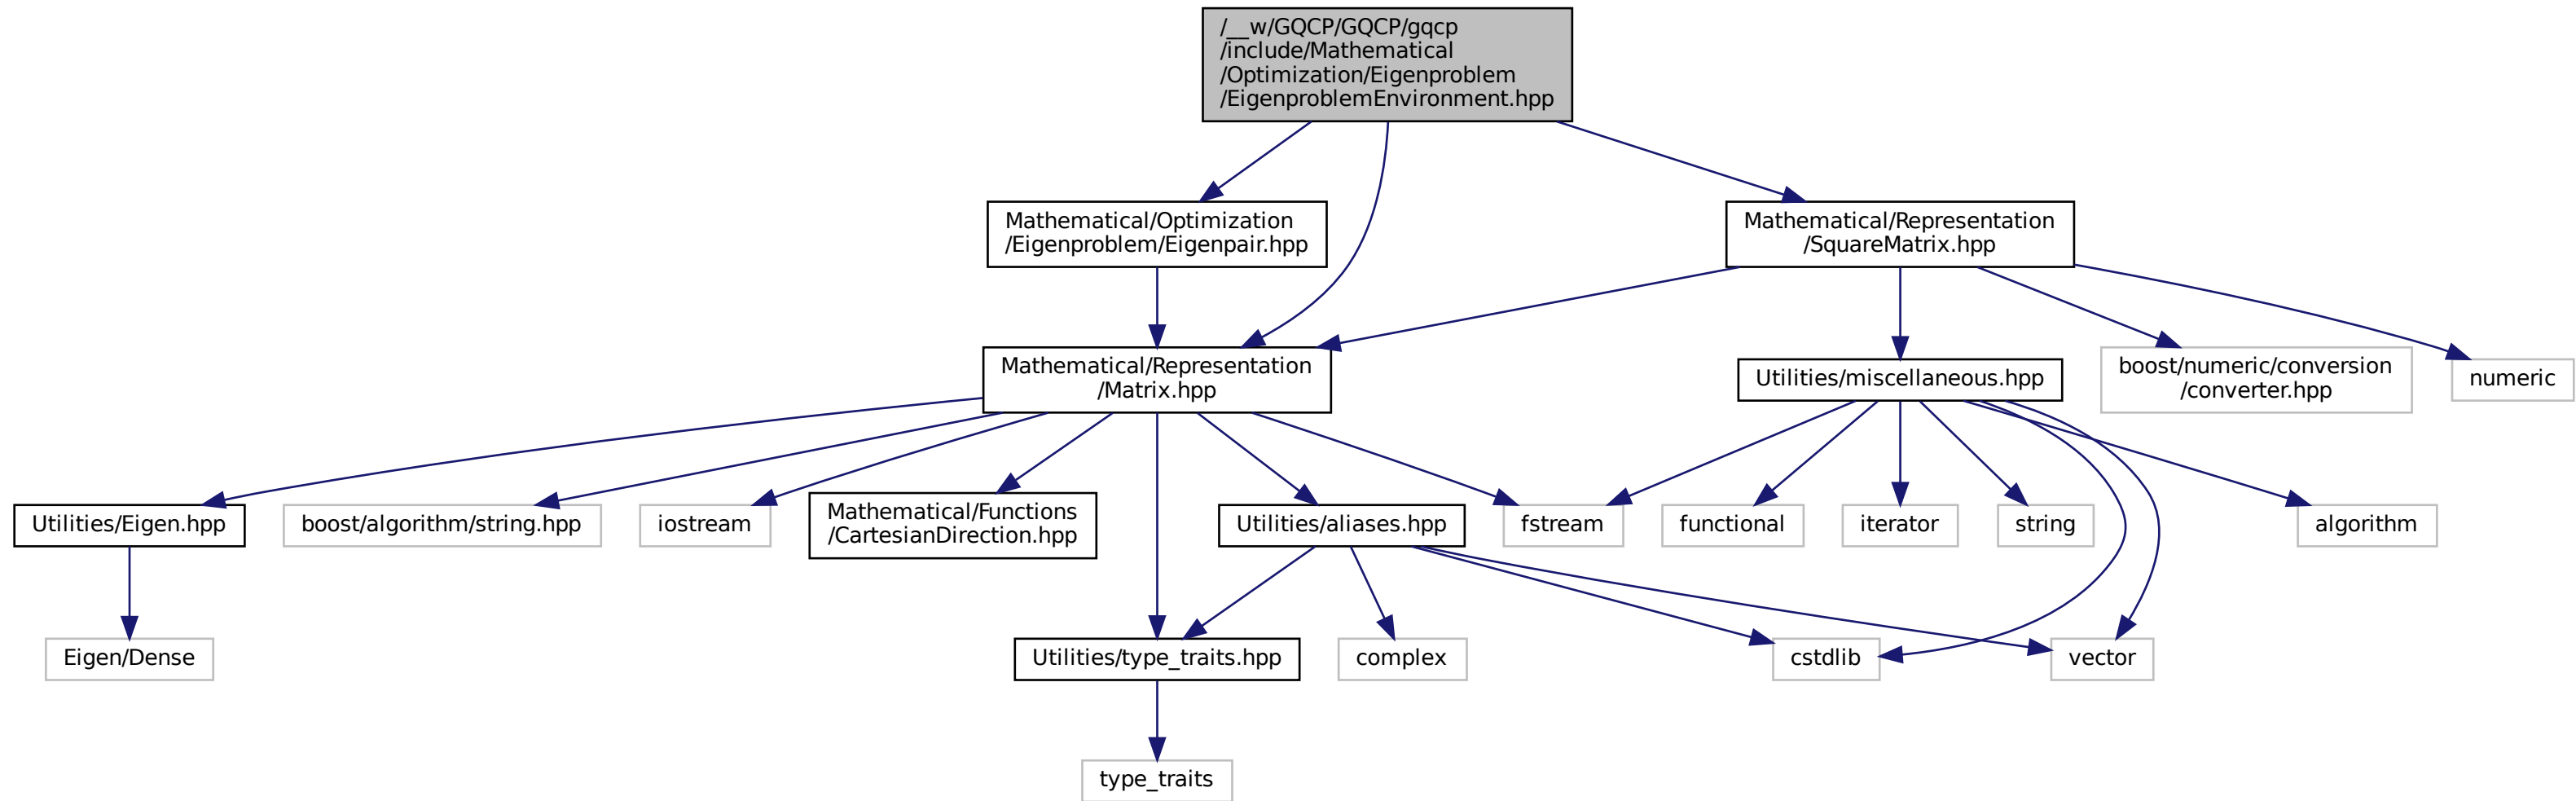 /__w/GQCP/GQCP/gqcp
/include/Mathematical
/Optimization/Eigenproblem
/EigenproblemEnvironment.hpp
Mathematical/Optimization
/Eigenproblem/Eigenpair.hpp
Mathematical/Representation
/SquareMatrix.hpp
Mathematical/Representation
/Matrix.hpp
Utilities/miscellaneous.hpp
boost/numeric/conversion
/converter.hpp
numeric
Utilities/Eigen.hpp
boost/algorithm/string.hpp
iostream
Mathematical/Functions
/CartesianDirection.hpp
Utilities/aliases.hpp
fstream
functional
iterator
string
algorithm
Eigen/Dense
Utilities/type_traits.hpp
complex
cstdlib
vector
type_traits